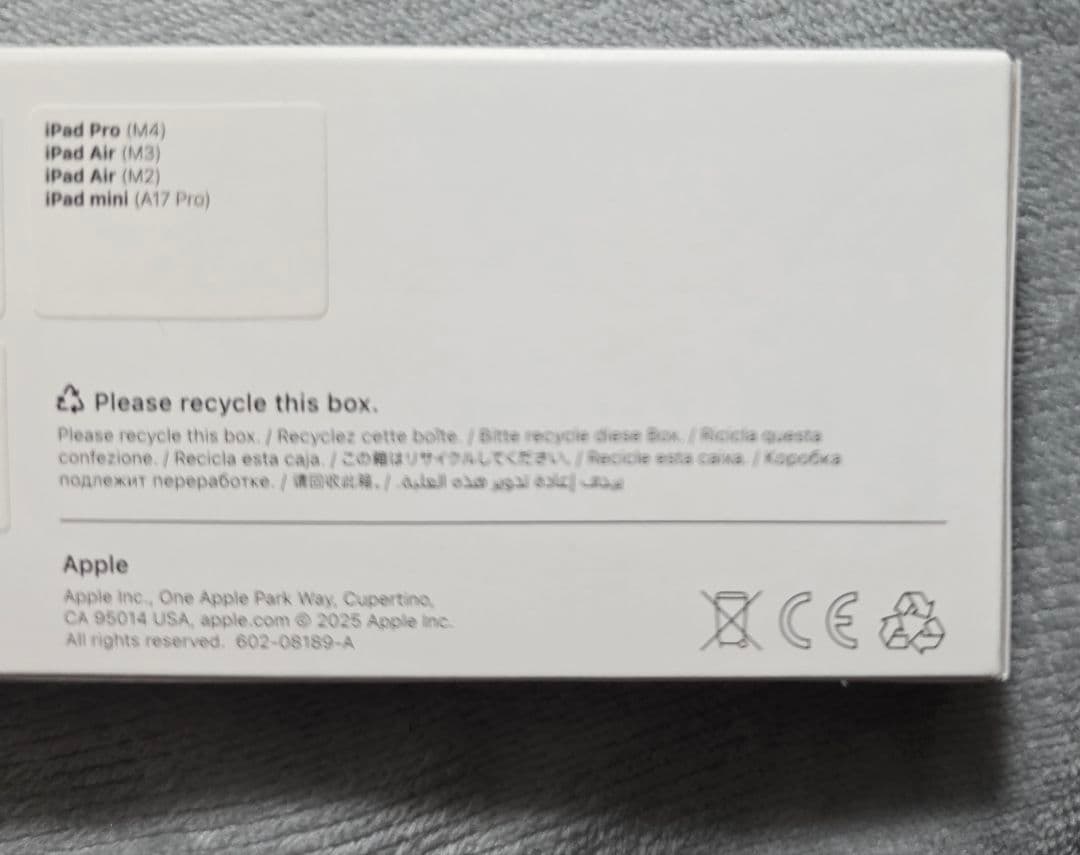 iPad Pro (M4)
iPad Air (M3)
iPad Air (M2)
iPad mini (A17 Pro)
Please recycle this box.
Please recycle this box. / Recyclez cette boîte. / Bitte recycle diese Box. / Ricicla questa
confezione. / Recicla esta caja. / この箱はリサイクルしてください。/ Recicle esta caixa. / Коробка
подлежит переработке. / 请回收此箱。/ يرجى إعادة تدوير هذه العلبة.
Apple
Apple Inc., One Apple Park Way, Cupertino,
CA 95014 USA, apple.com © 2025 Apple Inc.
All rights reserved. 602-08189-A
CE